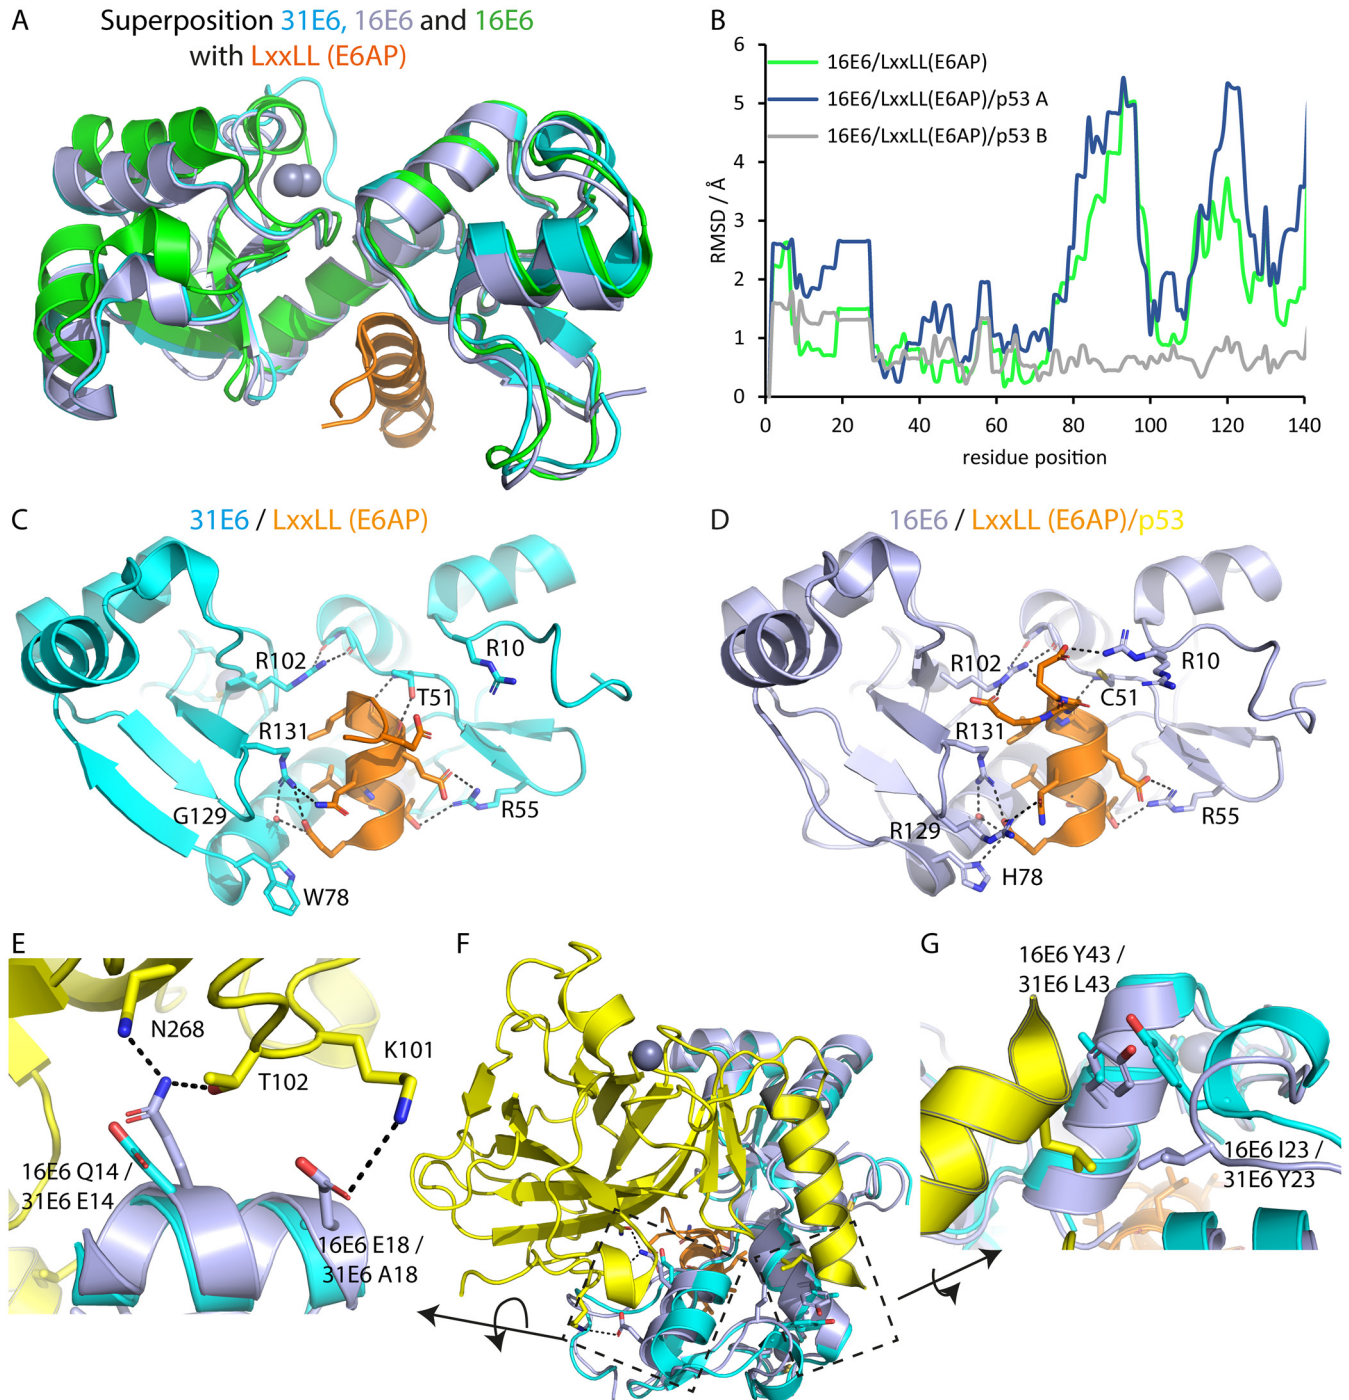 A
Superposition 31E6, 16E6 and 16E6
with LxxLL (E6AP)
B
6
5
4
3
2
1
0
RMSD / Å
16E6/LxxLL(E6AP)
16E6/LxxLL(E6AP)/p53 A
16E6/LxxLL(E6AP)/p53 B
0 20 40 60 80 100 120 140
residue position
C
31E6 / LxxLL (E6AP)
R102
R10
T51
R131
G129
R55
W78
D
16E6 / LxxLL (E6AP)/p53
R102
R10
C51
R131
R129
R55
H78
E
N268
K101
T102
16E6 Q14 /
31E6 E14
16E6 E18 /
31E6 A18
F
G
16E6 Y43 /
31E6 L43
16E6 I23 /
31E6 Y23